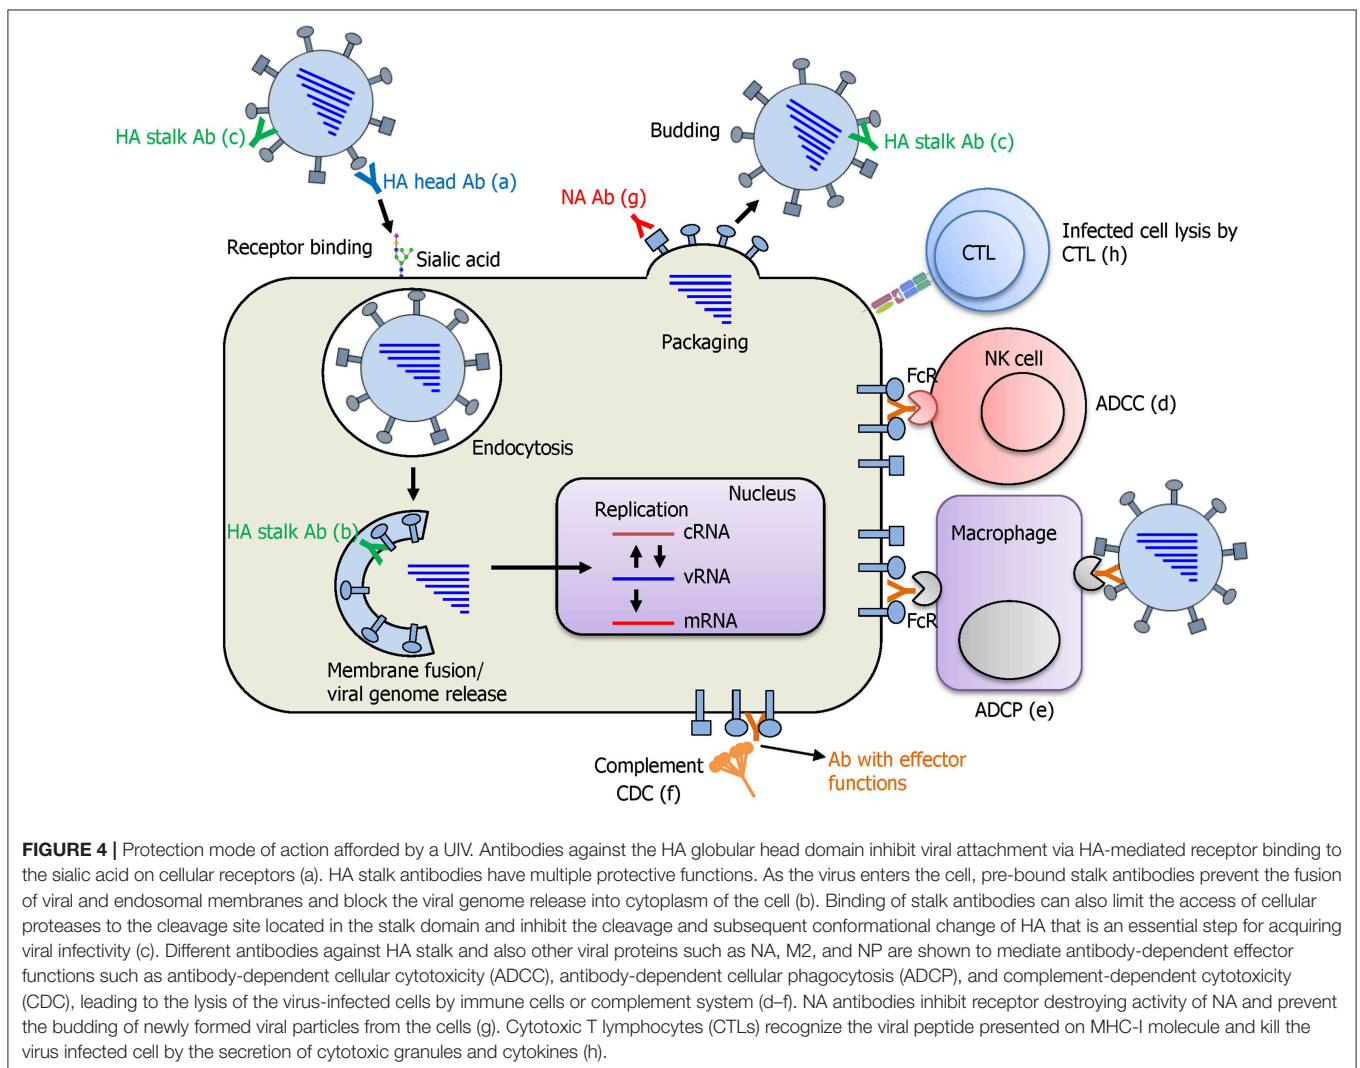 HA stalk Ab (c)
HA head Ab (a)
Receptor binding
Sialic acid
Budding
HA stalk Ab (c)
NA Ab (g)
Packaging
CTL
Infected cell lysis by
CTL (h)
Endocytosis
FcR
NK cell
ADCC (d)
HA stalk Ab (b)
Membrane fusion/
viral genome release
Nucleus
Replication
cRNA
vRNA
mRNA
Macrophage
FcR
ADCP (e)
Complement
CDC (f)
Ab with effector
functions
FIGURE 4 | Protection mode of action afforded by a UIV. Antibodies against the HA globular head domain inhibit viral attachment via HA-mediated receptor binding to
the sialic acid on cellular receptors (a). HA stalk antibodies have multiple protective functions. As the virus enters the cell, pre-bound stalk antibodies prevent the fusion
of viral and endosomal membranes and block the viral genome release into cytoplasm of the cell (b). Binding of stalk antibodies can also limit the access of cellular
proteases to the cleavage site located in the stalk domain and inhibit the cleavage and subsequent conformational change of HA that is an essential step for acquiring
viral infectivity (c). Different antibodies against HA stalk and also other viral proteins such as NA, M2, and NP are shown to mediate antibody-dependent effector
functions such as antibody-dependent cellular cytotoxicity (ADCC), antibody-dependent cellular phagocytosis (ADCP), and complement-dependent cytotoxicity
(CDC), leading to the lysis of the virus-infected cells by immune cells or complement system (d–f). NA antibodies inhibit receptor destroying activity of NA and prevent
the budding of newly formed viral particles from the cells (g). Cytotoxic T lymphocytes (CTLs) recognize the viral peptide presented on MHC-I molecule and kill the
virus infected cell by the secretion of cytotoxic granules and cytokines (h).